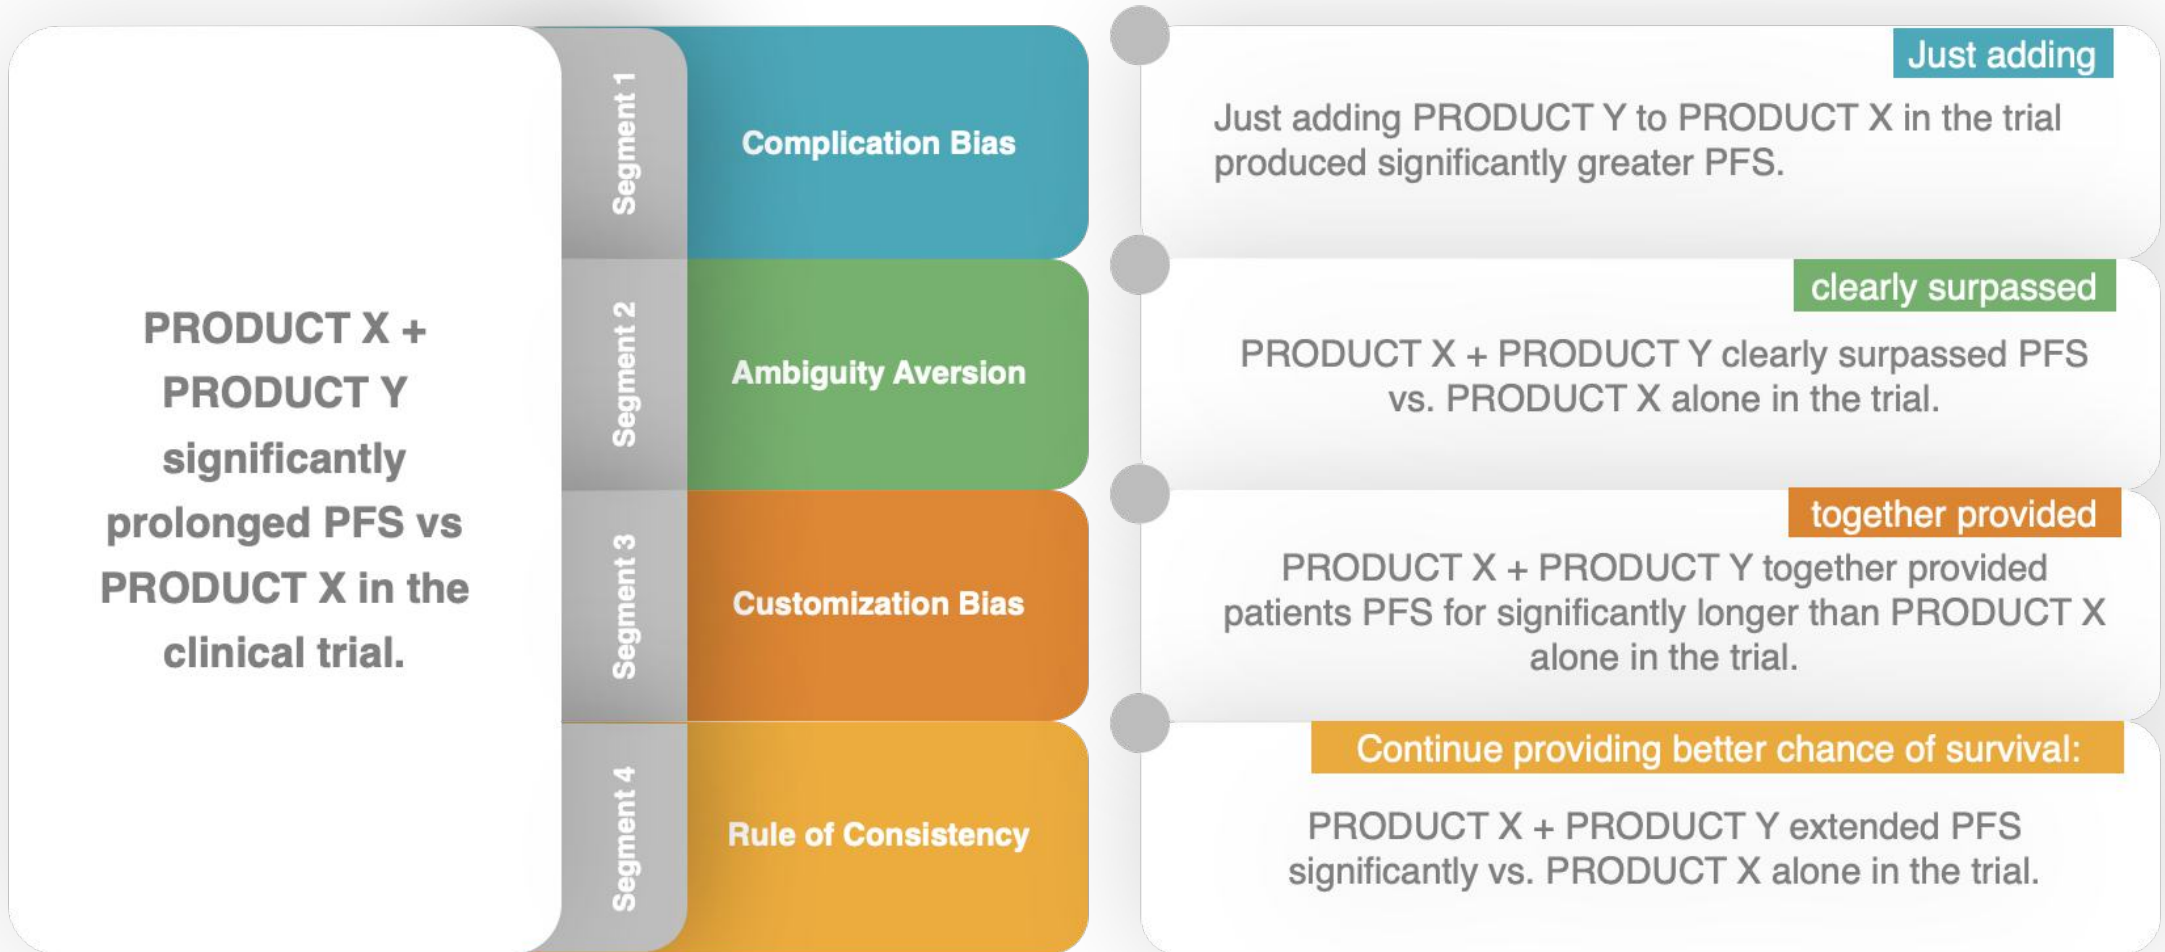 PRODUCT X +
PRODUCT Y
significantly
prolonged PFS vs
PRODUCT X in the
clinical trial.
Segment 1
Complication Bias
Just adding
Just adding PRODUCT Y to PRODUCT X in the trial
produced significantly greater PFS.
Segment 2
Ambiguity Aversion
clearly surpassed
PRODUCT X + PRODUCT Y clearly surpassed PFS
vs. PRODUCT X alone in the trial.
Segment 3
Customization Bias
together provided
PRODUCT X + PRODUCT Y together provided
patients PFS for significantly longer than PRODUCT X
alone in the trial.
Segment 4
Rule of Consistency
Continue providing better chance of survival:
PRODUCT X + PRODUCT Y extended PFS
significantly vs. PRODUCT X alone in the trial.